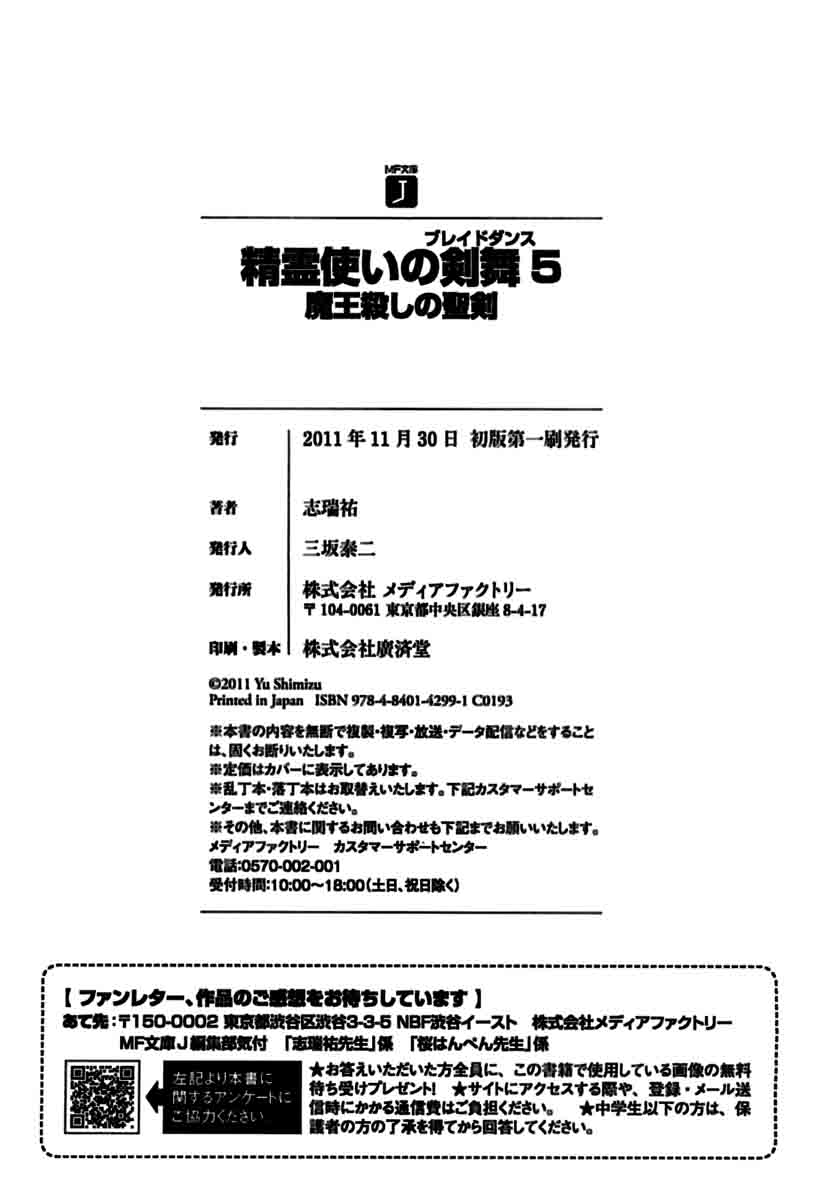 MF文庫
J
ブレイドダンス
精霊使いの剣舞 5
魔王殺しの聖剣
発行 2011年11月30日 初版第一刷発行
著者 志瑞祐
発行人 三坂泰二
発行所 株式会社 メディアファクトリー
〒104-0061 東京都中央区銀座8-4-17
印刷・製本 株式会社廣済堂
©2011 Yu Shimizu
Printed in Japan ISBN 978-4-8401-4299-1 C0193
※本書の内容を無断で複製・複写・放送・データ配信などをすること
は、固くお断りいたします。
※定価はカバーに表示してあります。
※乱丁本・落丁本はお取替えいたします。下記カスタマーサポートセ
ンターまでご連絡ください。
※その他、本書に関するお問い合わせも下記までお願いいたします。
メディアファクトリー カスタマーサポートセンター
電話:0570-002-001
受付時間:10:00〜18:00(土日、祝日除く)
【 ファンレター、作品のご感想をお待ちしています 】
あて先:〒150-0002 東京都渋谷区渋谷3-3-5 NBF渋谷イースト 株式会社メディアファクトリー
MF文庫J編集部気付 「志瑞祐先生」係 「桜はんぺん先生」係
左記より本書に
関するアンケートに
ご協力ください
★お答えいただいた方全員に、この書籍で使用している画像の無料
待ち受けプレゼント! ★サイトにアクセスする際や、登録・メール送
信時にかかる通信費はご負担ください。 ★中学生以下の方は、保
護者の方の了承を得てから回答してください。